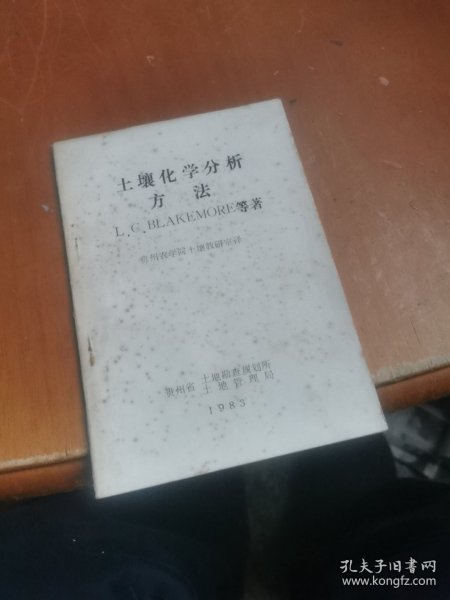 土壤化学分析
方 法
L.C.BLAKEMORE等著
贵州农学院土壤教研室译
贵州省 土地勘查规划所
土地管理局
1983
孔夫子旧书网
www.kongfz.com